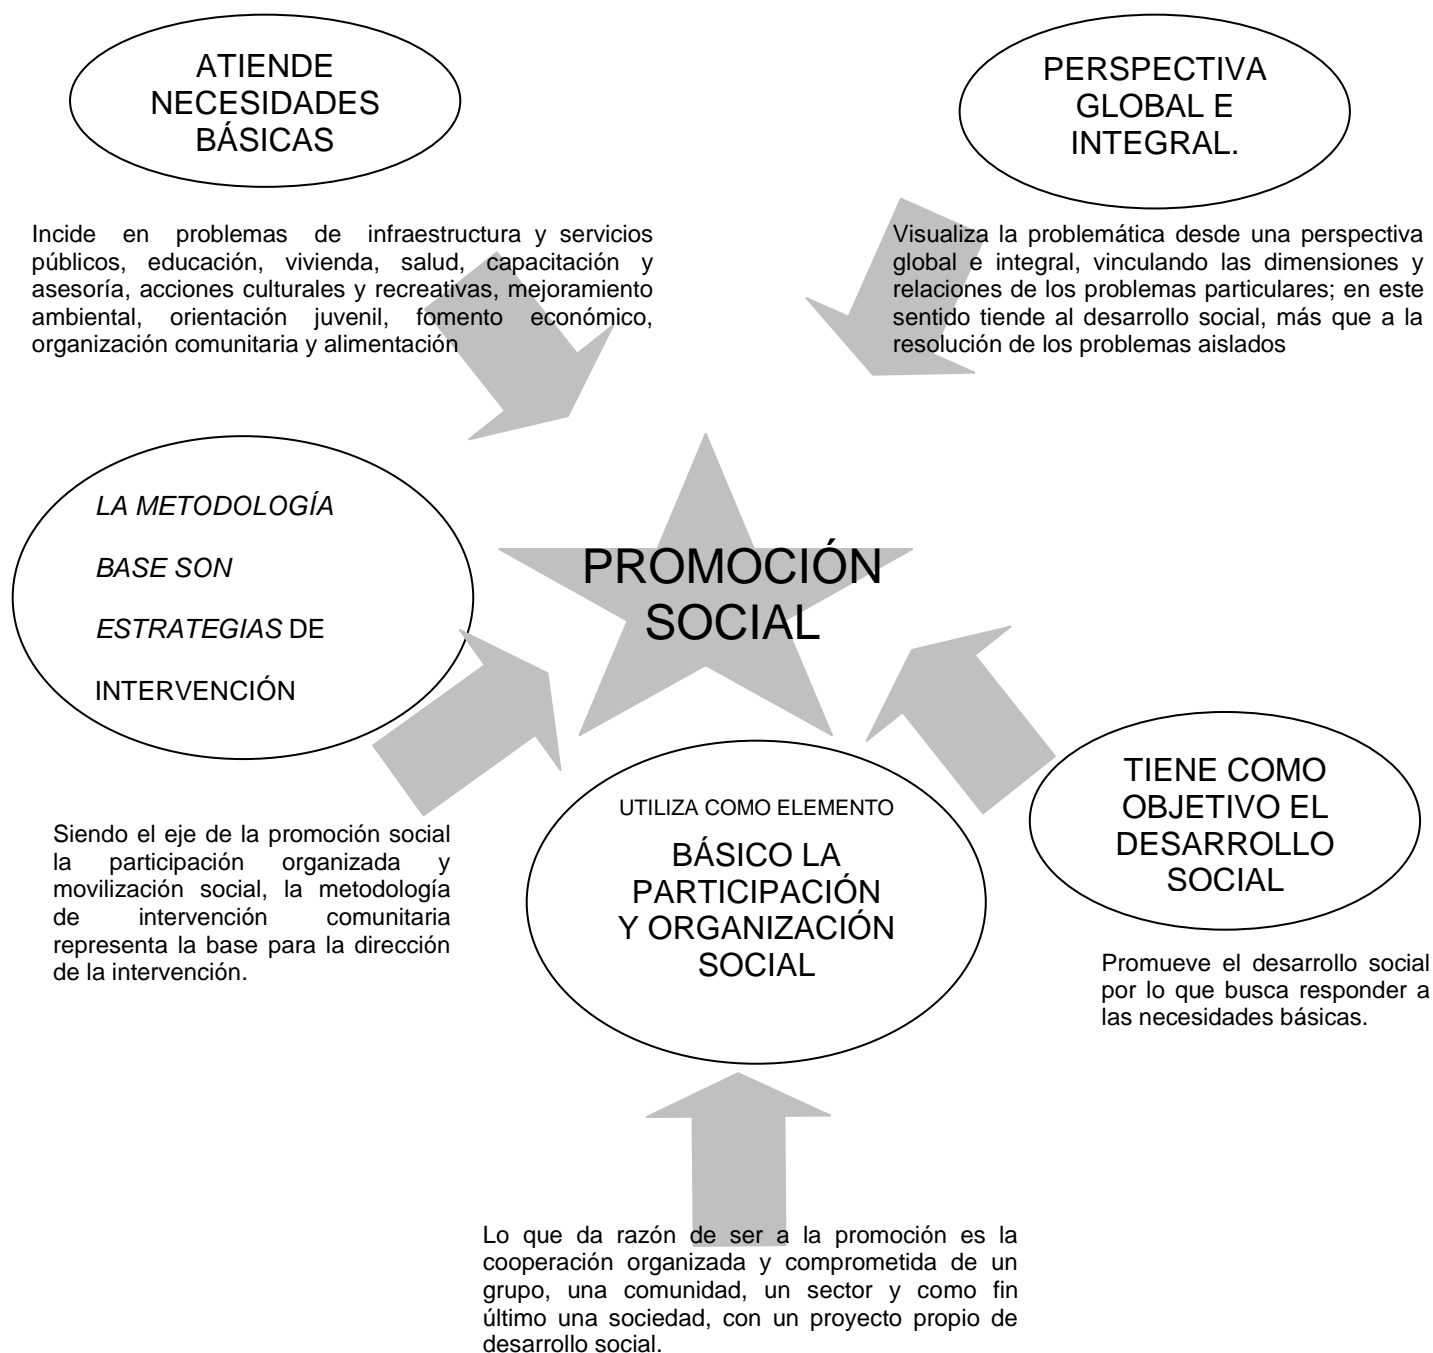 ATIENDE
NECESIDADES
BÁSICAS
PERSPECTIVA
GLOBAL E
INTEGRAL.
Incide en problemas de infraestructura y servicios
públicos, educación, vivienda, salud, capacitación y
asesoría, acciones culturales y recreativas, mejoramiento
ambiental, orientación juvenil, fomento económico,
organización comunitaria y alimentación
Visualiza la problemática desde una perspectiva
global e integral, vinculando las dimensiones y
relaciones de los problemas particulares; en este
sentido tiende al desarrollo social, más que a la
resolución de los problemas aislados
LA METODOLOGÍA
BASE SON
ESTRATEGIAS DE
INTERVENCIÓN
PROMOCIÓN
SOCIAL
Siendo el eje de la promoción social
la participación organizada y
movilización social, la metodología
de intervención comunitaria
representa la base para la dirección
de la intervención.
UTILIZA COMO ELEMENTO
BÁSICO LA
PARTICIPACIÓN
Y ORGANIZACIÓN
SOCIAL
TIENE COMO
OBJETIVO EL
DESARROLLO
SOCIAL
Promueve el desarrollo social
por lo que busca responder a
las necesidades básicas.
Lo que da razón de ser a la promoción es la
cooperación organizada y comprometida de un
grupo, una comunidad, un sector y como fin
último una sociedad, con un proyecto propio de
desarrollo social.